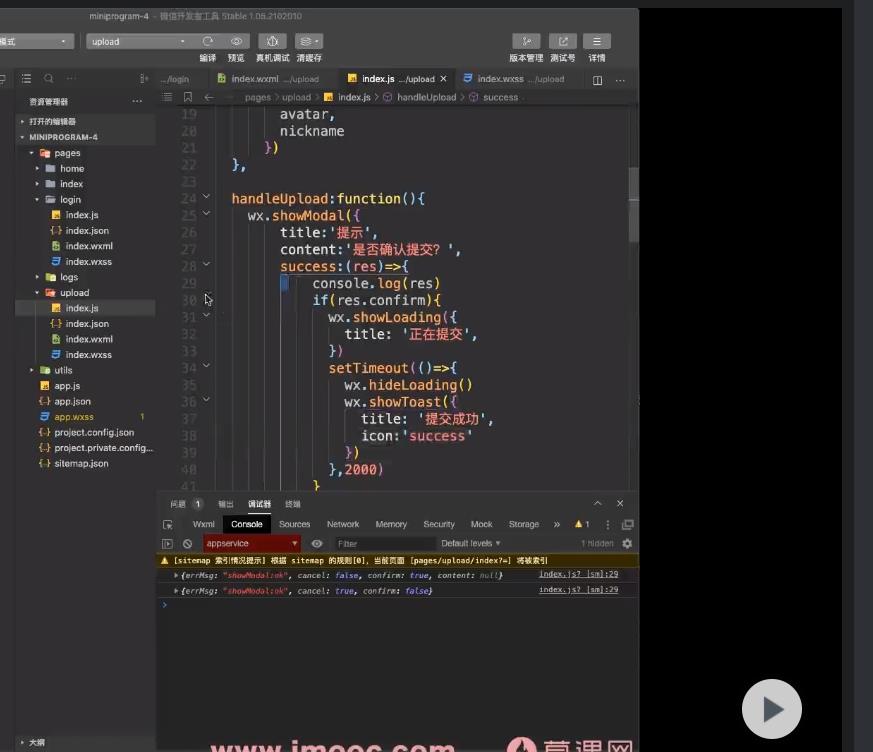 miniprogram-4 - 微信开发者工具 Stable 1.05.2102010
模式 upload
编译 预览 真机调试 清缓存 版本管理 测试号 详情
.../login index.wxml .../upload index.js .../upload × index.wxss .../upload ...
资源管理器 ...
pages > upload > index.js > handleUpload > success
打开的编辑器
MINIPROGRAM-4
pages
home
index
login
index.js
index.json
index.wxml
index.wxss
logs
upload
index.js
index.json
index.wxml
index.wxss
utils
app.js
app.json
app.wxss 1
project.config.json
project.private.config...
sitemap.json
大纲
19 avatar,
20 nickname
21 })
22 },
23
24 handleUpload:function(){
25 wx.showModal({
26 title:'提示',
27 content:'是否确认提交? ',
28 success:(res)=>{
29 console.log(res)
30 if(res.confirm){
31 wx.showLoading({
32 title: '正在提交',
33 })
34 setTimeout(()=>{
35 wx.hideLoading()
36 wx.showToast({
37 title: '提交成功',
38 icon:'success'
39 })
40 },2000)
41 }
问题 1 输出 调试器 终端
Wxml Console Sources Network Memory Security Mock Storage » 1
appservice Filter Default levels 1 hidden
[sitemap 索引情况提示] 根据 sitemap 的规则[0], 当前页面 [pages/upload/index?=] 将被索引
{errMsg: "showModal:ok", cancel: false, confirm: true, content: null} index.js? [sm]:29
{errMsg: "showModal:ok", cancel: true, confirm: false} index.js? [sm]:29
>
www.imooc.com 慕课网